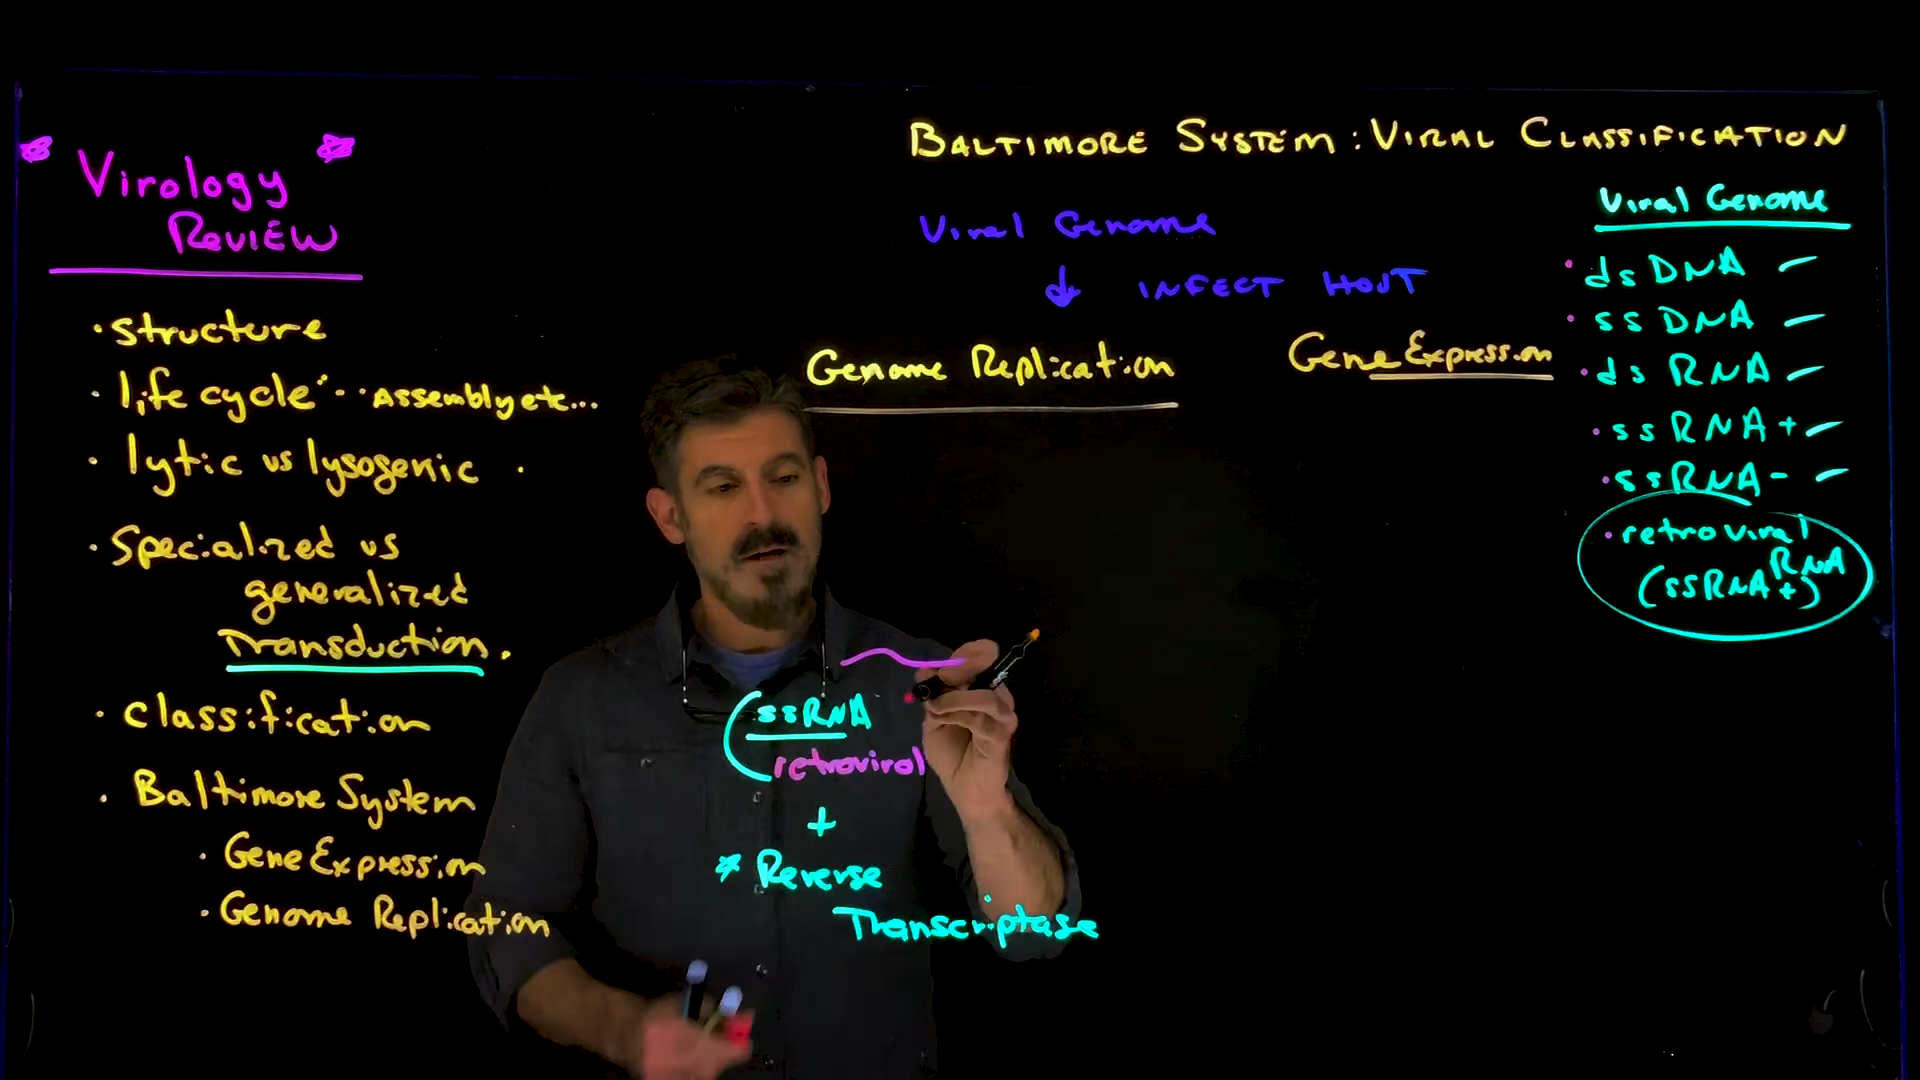 Virology
Review
• Structure
• life cycle •• Assembly etc...
• lytic vs lysogenic •
• Specialized vs
generalized
Transduction.
• Classification
• Baltimore System
• Gene Expression
• Genome Replication
BALTIMORE SYSTEM: VIRAL CLASSIFICATION
Viral Genome
↓ INFECT HOST
Genome Replication
Gene Expression
(ssRNA
retroviral
+
* Reverse
Transcriptase
Viral Genome
• ds DNA –
• ss DNA –
• ds RNA –
• ss RNA+ –
• ssRNA- –
• retroviral
RNA
(ssRNA+)